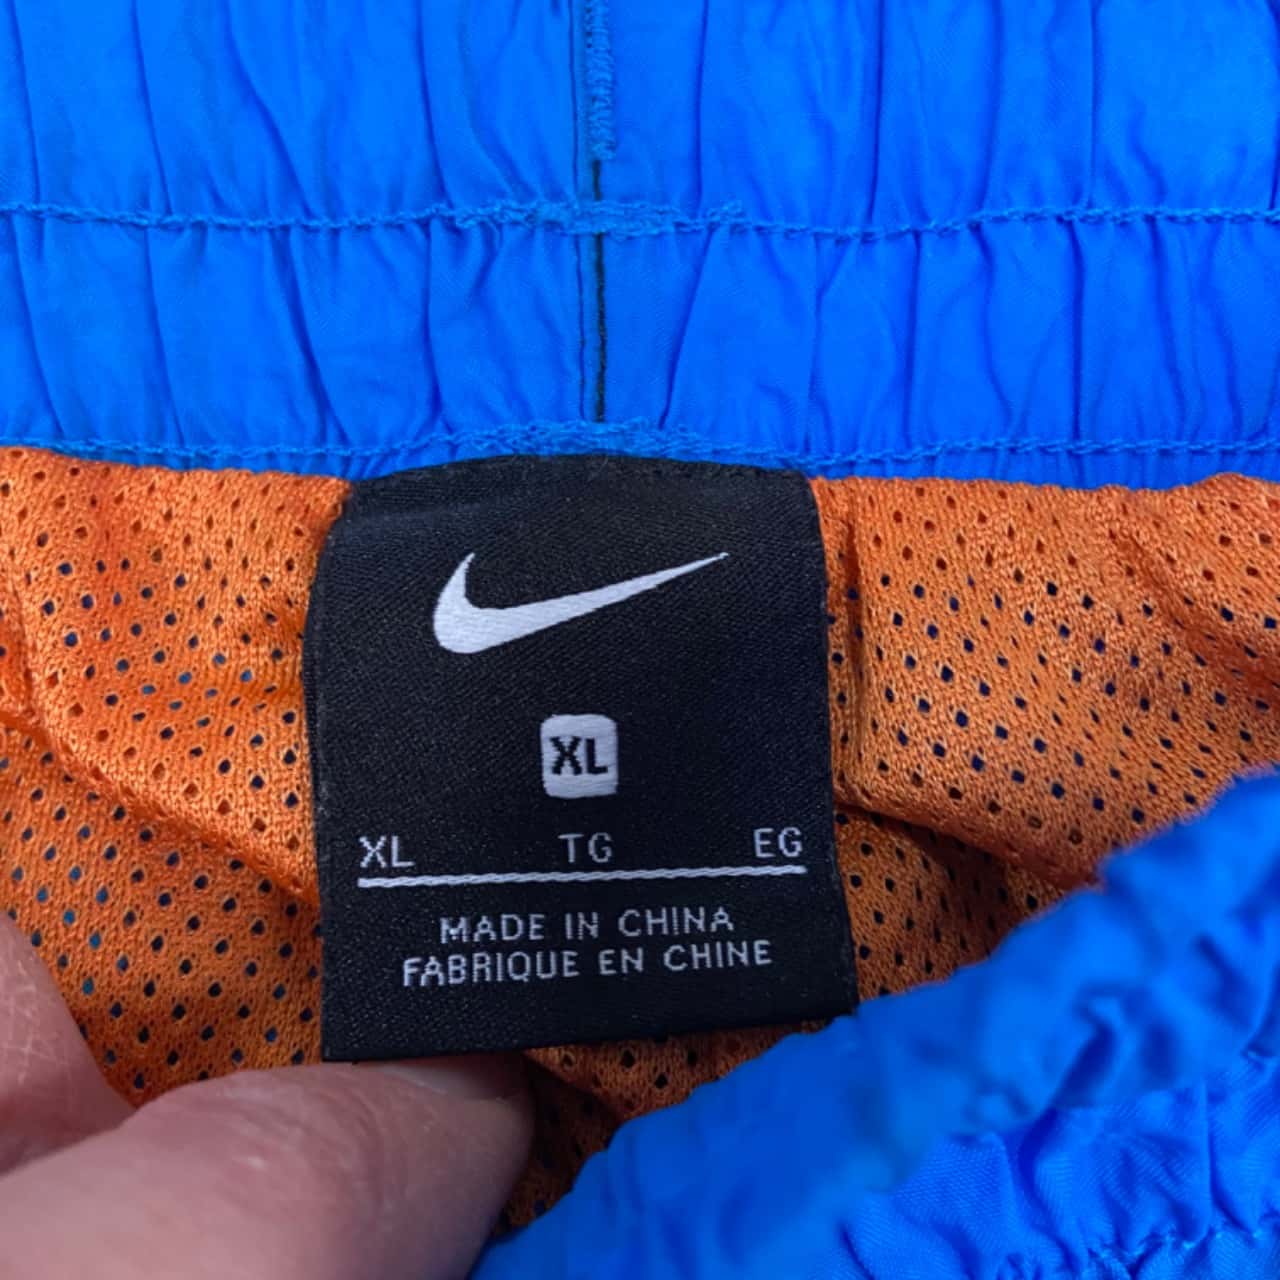 XL
XL TG EG
MADE IN CHINA
FABRIQUE EN CHINE